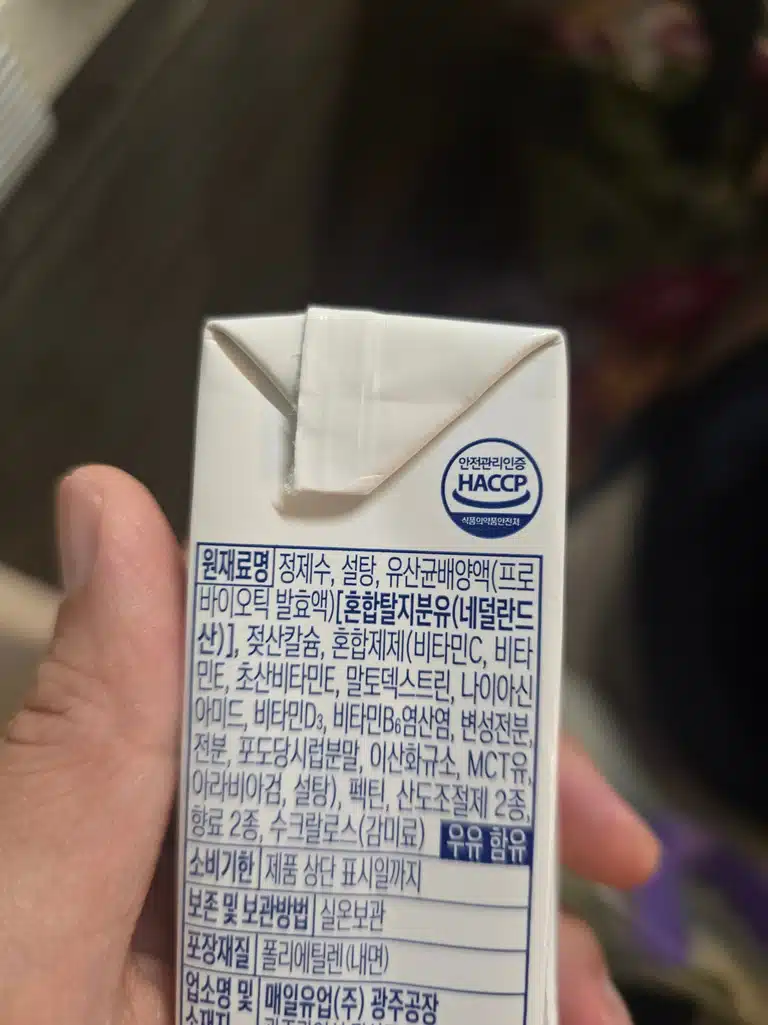 안전관리인증
HACCP
식품의약품안전처
원재료명 정제수, 설탕, 유산균배양액(프로
바이오틱 발효액)[혼합탈지분유(네덜란드
산)], 젖산칼슘, 혼합제제(비타민C, 비타
민E, 초산비타민E, 말토덱스트린, 나이아신
아미드, 비타민D₃, 비타민B₆염산염, 변성전분,
전분, 포도당시럽분말, 이산화규소, MCT유,
아라비아검, 설탕), 펙틴, 산도조절제 2종,
향료 2종, 수크랄로스(감미료) 우유 함유
소비기한 제품 상단 표시일까지
보존 및 보관방법 실온보관
포장재질 폴리에틸렌(내면)
업소명 및 매일유업(주) 광주공장
소재지